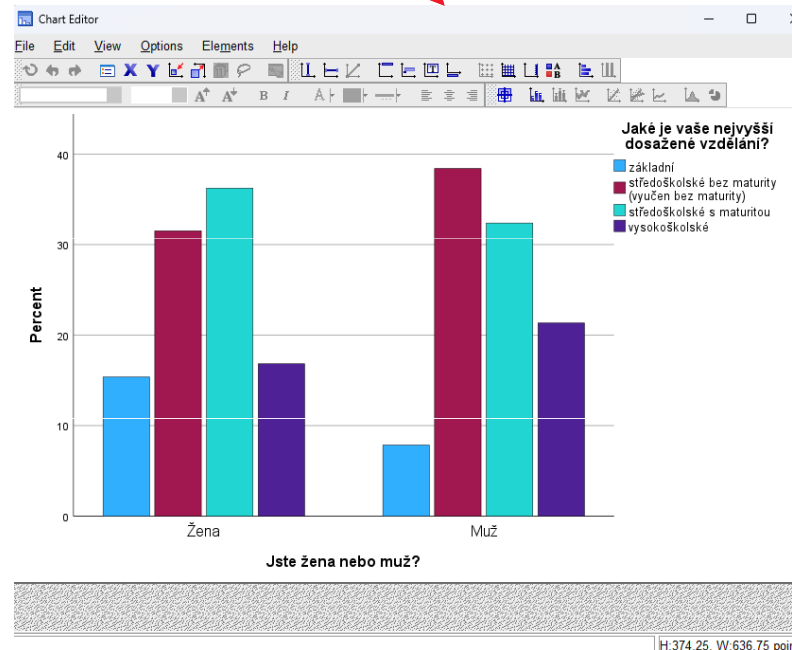 Chart Editor
File Edit View Options Elements Help
X Y
A A B I A
Jaké je vaše nejvyšší
dosažené vzdělání?
základní
středoškolské bez maturity
(vyučen bez maturity)
středoškolské s maturitou
vysokoškolské
Percent
40
30
20
10
0
Žena Muž
Jste žena nebo muž?
H:374.25, W:636.75 poin